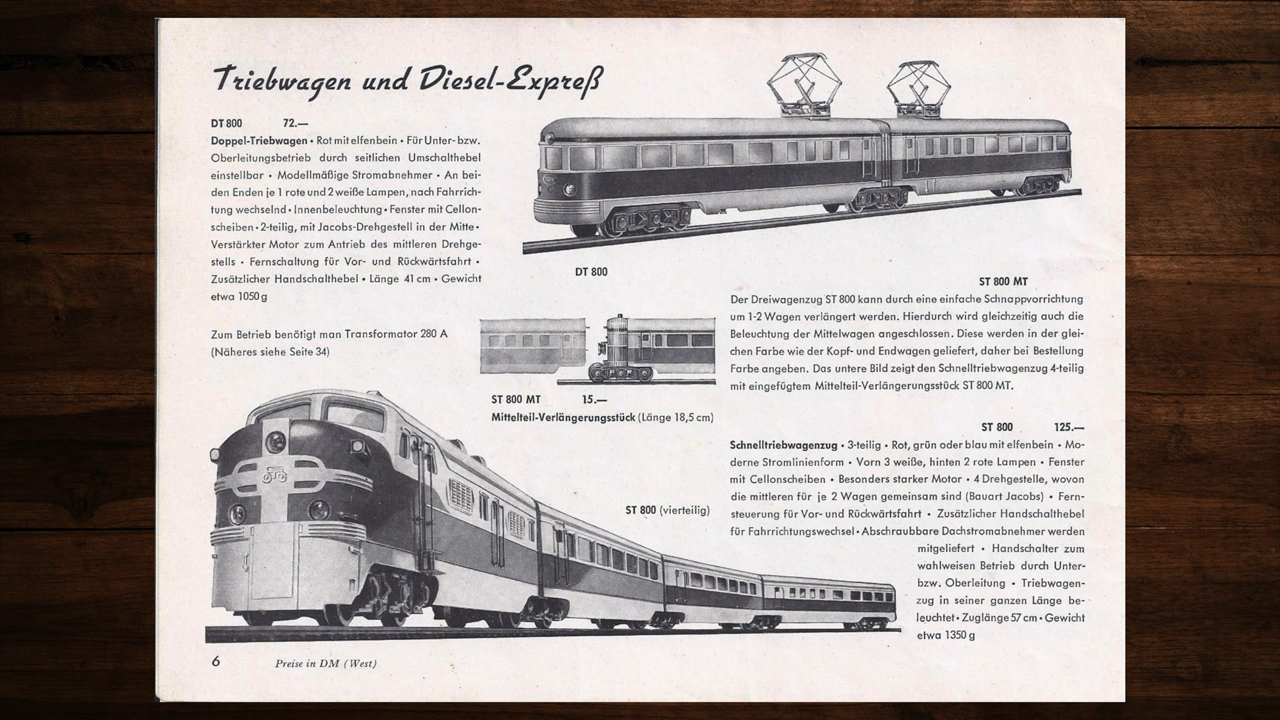 Triebwagen und Diesel-Expreß
DT 800 72.—
Doppel-Triebwagen • Rot mit elfenbein • Für Unter- bzw.
Oberleitungsbetrieb durch seitlichen Umschalthebel
einstellbar • Modellmäßige Stromabnehmer • An bei-
den Enden je 1 rote und 2 weiße Lampen, nach Fahrrich-
tung wechselnd • Innenbeleuchtung • Fenster mit Cellon-
scheiben • 2-teilig, mit Jacobs-Drehgestell in der Mitte •
Verstärkter Motor zum Antrieb des mittleren Drehge-
stells • Fernschaltung für Vor- und Rückwärtsfahrt •
Zusätzlicher Handschalthebel • Länge 41 cm • Gewicht
etwa 1050 g
Zum Betrieb benötigt man Transformator 280 A
(Näheres siehe Seite 34)
DT 800
ST 800 MT
Der Dreiwagenzug ST 800 kann durch eine einfache Schnappvorrichtung
um 1-2 Wagen verlängert werden. Hierdurch wird gleichzeitig auch die
Beleuchtung der Mittelwagen angeschlossen. Diese werden in der glei-
chen Farbe wie der Kopf- und Endwagen geliefert, daher bei Bestellung
Farbe angeben. Das untere Bild zeigt den Schnelltriebwagenzug 4-teilig
mit eingefügtem Mittelteil-Verlängerungsstück ST 800 MT.
ST 800 MT 15.—
Mittelteil-Verlängerungsstück (Länge 18,5 cm)
ST 800 125.—
Schnelltriebwagenzug • 3-teilig • Rot, grün oder blau mit elfenbein • Mo-
derne Stromlinienform • Vorn 3 weiße, hinten 2 rote Lampen • Fenster
mit Cellonscheiben • Besonders starker Motor • 4 Drehgestelle, wovon
die mittleren für je 2 Wagen gemeinsam sind (Bauart Jacobs) • Fern-
steuerung für Vor- und Rückwärtsfahrt • Zusätzlicher Handschalthebel
für Fahrrichtungswechsel • Abschraubbare Dachstromabnehmer werden
mitgeliefert • Handschalter zum
wahlweisen Betrieb durch Unter-
bzw. Oberleitung • Triebwagen-
zug in seiner ganzen Länge be-
leuchtet • Zuglänge 57 cm • Gewicht
etwa 1350 g
ST 800 (vierteilig)
6 Preise in DM (West)